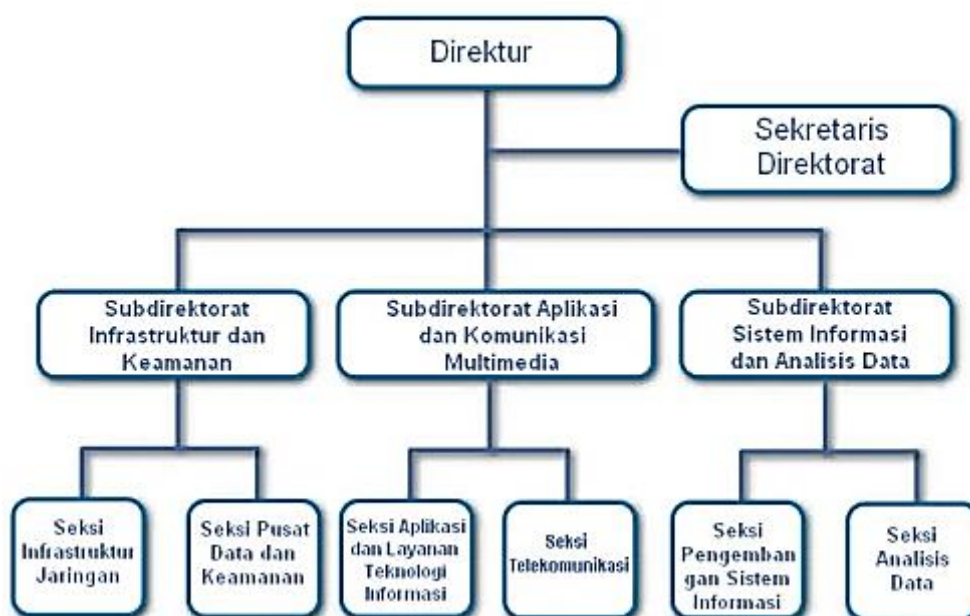 Direktur
Sekretaris
Direktorat
Subdirektorat
Infrastruktur dan
Keamanan
Subdirektorat Aplikasi
dan Komunikasi
Multimedia
Subdirektorat
Sistem Informasi
dan Analisis Data
Seksi
Infrastruktur
Jaringan
Seksi Pusat
Data dan
Keamanan
Seksi Aplikasi
dan Layanan
Teknologi
Informasi
Seksi
Telekomunikasi
Seksi
Pengemban
gan Sistem
Informasi
Seksi
Analisis
Data